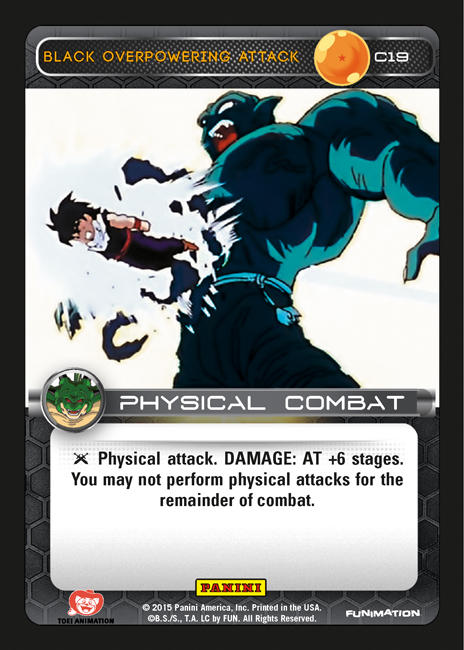 BLACK OVERPOWERING ATTACK C19
PHYSICAL COMBAT
Physical attack. DAMAGE: AT +6 stages.
You may not perform physical attacks for the
remainder of combat.
PANINI
© 2015 Panini America, Inc. Printed in the USA.
©B.S./S., T.A. LC by FUN. All Rights Reserved.
TOEI ANIMATION
FUNIMATION